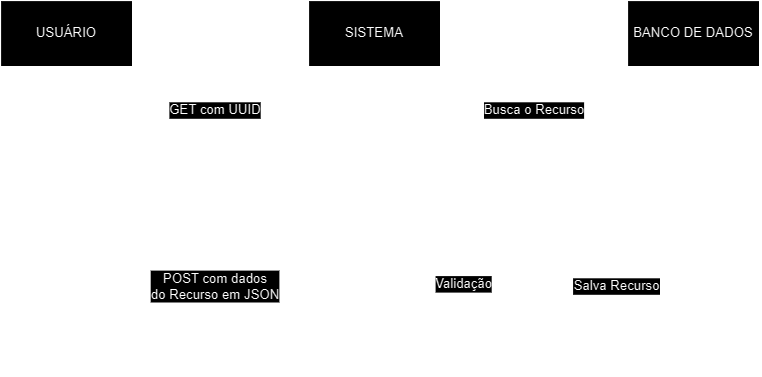 USUÁRIO
SISTEMA
BANCO DE DADOS
GET com UUID
Busca o Recurso
POST com dados
do Recurso em JSON
Validação
Salva Recurso